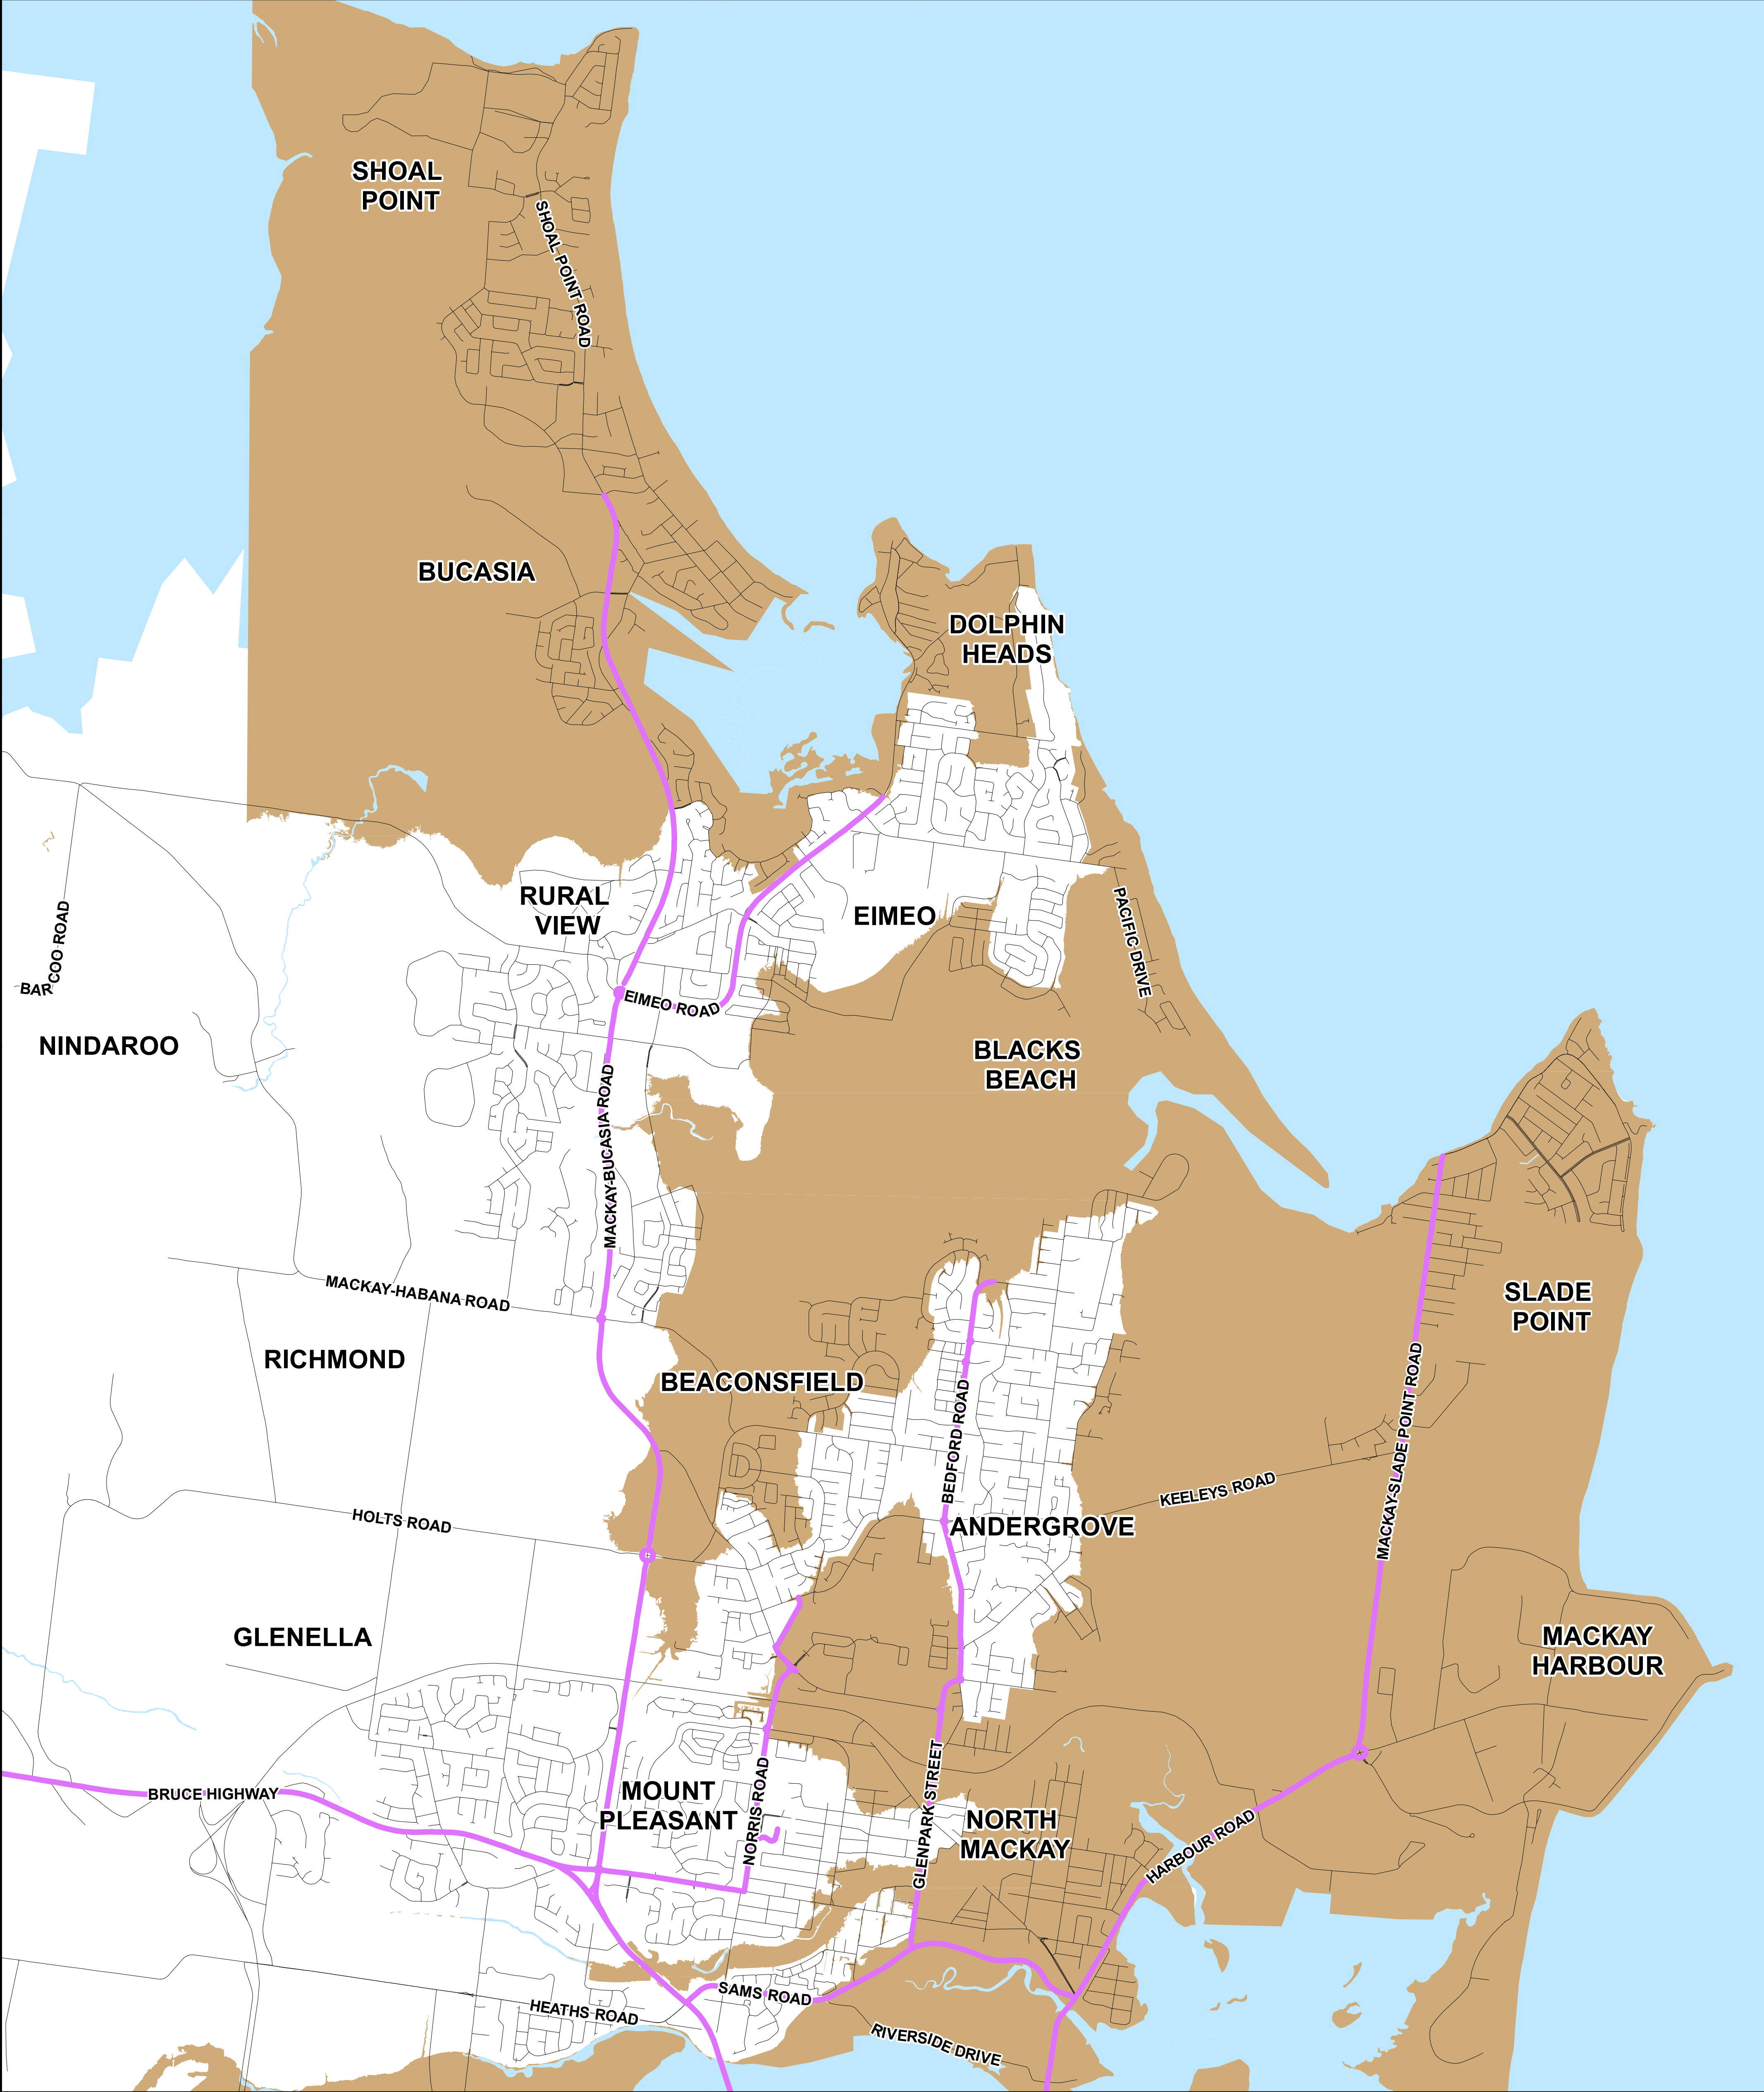 SHOAL
POINT
SHOAL POINT ROAD
BUCASIA
DOLPHIN
HEADS
RURAL
VIEW
EIMEO
PACIFIC DRIVE
BARCOO ROAD
EIMEO ROAD
NINDAROO
BLACKS
BEACH
MACKAY-BUCASIA ROAD
MACKAY-HABANA ROAD
SLADE
POINT
RICHMOND
BEACONSFIELD
BEDFORD ROAD
MACKAY-SLADE POINT ROAD
KEELEYS ROAD
HOLTS ROAD
ANDERGROVE
GLENELLA
MACKAY
HARBOUR
BRUCE HIGHWAY
MOUNT
PLEASANT
NORRIS ROAD
GLENPARK STREET
NORTH
MACKAY
HARBOUR ROAD
SAMS ROAD
HEATHS ROAD
RIVERSIDE DRIVE